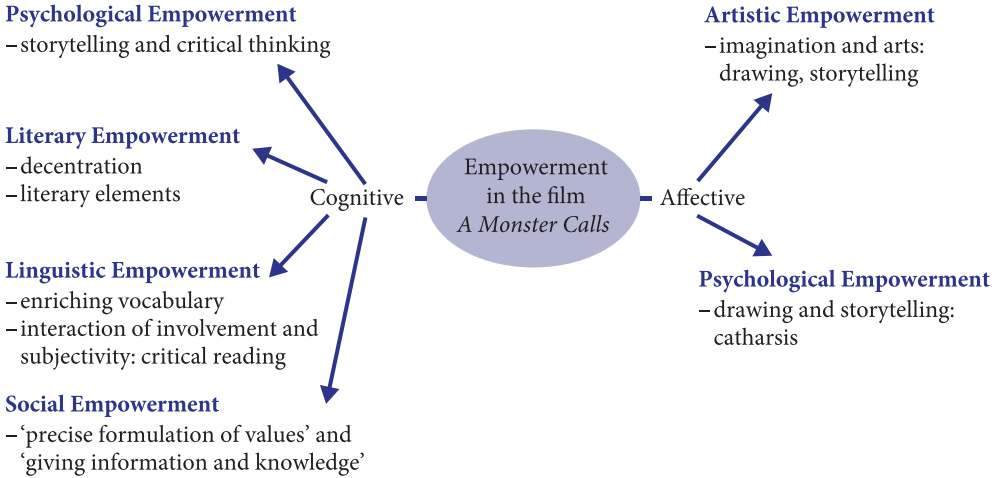 Psychological Empowerment
–storytelling and critical thinking
Literary Empowerment
–decentration
–literary elements
Linguistic Empowerment
–enriching vocabulary
–interaction of involvement and
subjectivity: critical reading
Social Empowerment
–‘precise formulation of values’ and
‘giving information and knowledge’
Cognitive
Empowerment
in the film
A Monster Calls
Affective
Artistic Empowerment
–imagination and arts:
drawing, storytelling
Psychological Empowerment
–drawing and storytelling:
catharsis